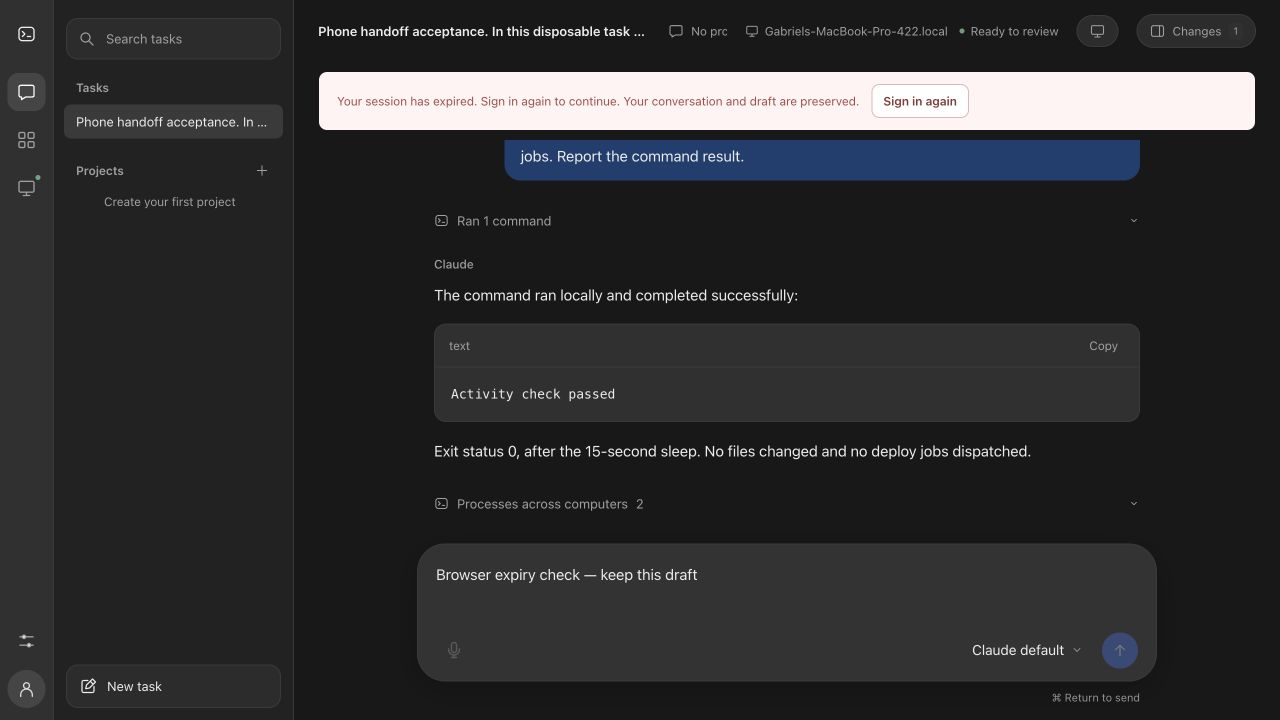 Search tasks
Tasks
Phone handoff acceptance. In ...
Projects
Create your first project
New task
Phone handoff acceptance. In this disposable task ...
No prc
Gabriels-MacBook-Pro-422.local
Ready to review
Changes 1
Your session has expired. Sign in again to continue. Your conversation and draft are preserved.
Sign in again
jobs. Report the command result.
Ran 1 command
Claude
The command ran locally and completed successfully:
text
Copy
Activity check passed
Exit status 0, after the 15-second sleep. No files changed and no deploy jobs dispatched.
Processes across computers 2
Browser expiry check — keep this draft
Claude default
⌘ Return to send